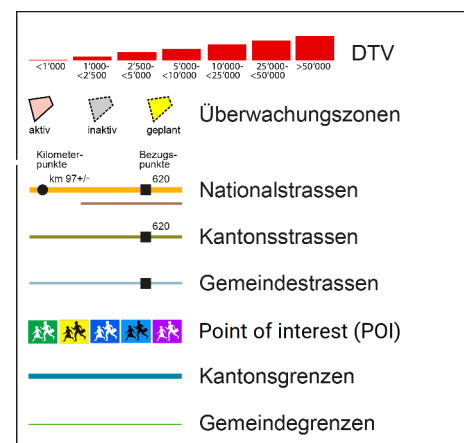 DTV
<1'000
1'000-
<2'500
2'500-
<5'000
5'000-
<10'000
10'000-
<25'000
25'000-
<50'000
>50'000
Überwachungszonen
aktiv
inaktiv
geplant
Kilometer-
punkte
Bezugs-
punkte
km 97+/-
620
Nationalstrassen
620
Kantonsstrassen
Gemeindestrassen
Point of interest (POI)
Kantonsgrenzen
Gemeindegrenzen